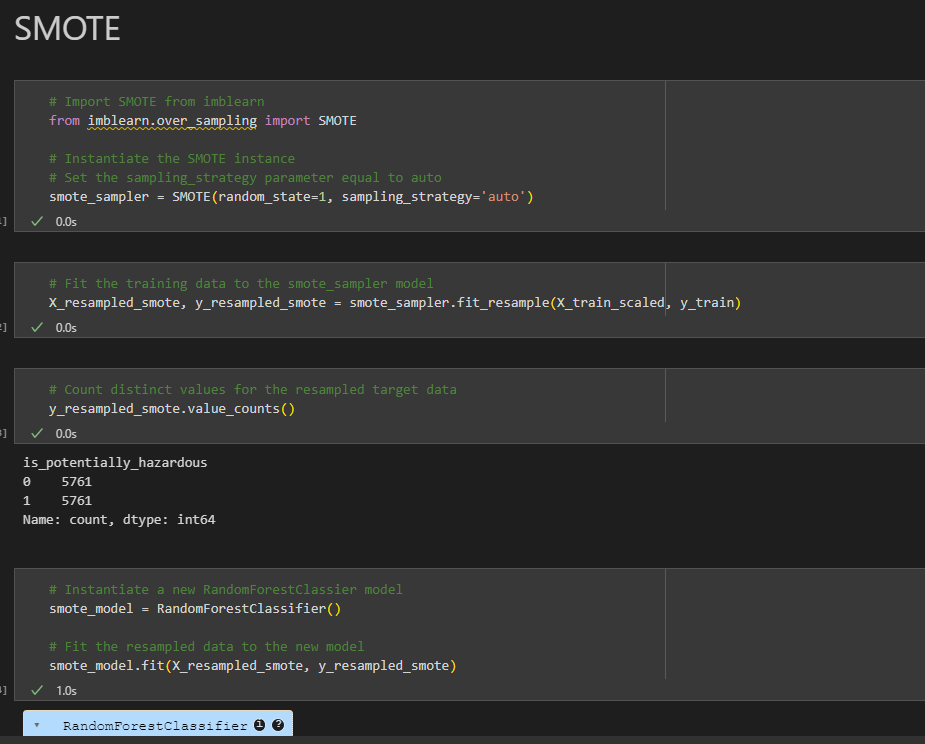 SMOTE
# Import SMOTE from imblearn
from imblearn.over_sampling import SMOTE
# Instantiate the SMOTE instance
# Set the sampling_strategy parameter equal to auto
smote_sampler = SMOTE(random_state=1, sampling_strategy='auto')
]
0.0s
# Fit the training data to the smote_sampler model
X_resampled_smote, y_resampled_smote = smote_sampler.fit_resample(X_train_scaled, y_train)
]
0.0s
# Count distinct values for the resampled target data
y_resampled_smote.value_counts()
]
0.0s
is_potentially_hazardous
0    5761
1    5761
Name: count, dtype: int64
# Instantiate a new RandomForestClassier model
smote_model = RandomForestClassifier()
# Fit the resampled data to the new model
smote_model.fit(X_resampled_smote, y_resampled_smote)
]
1.0s
RandomForestClassifier i ?